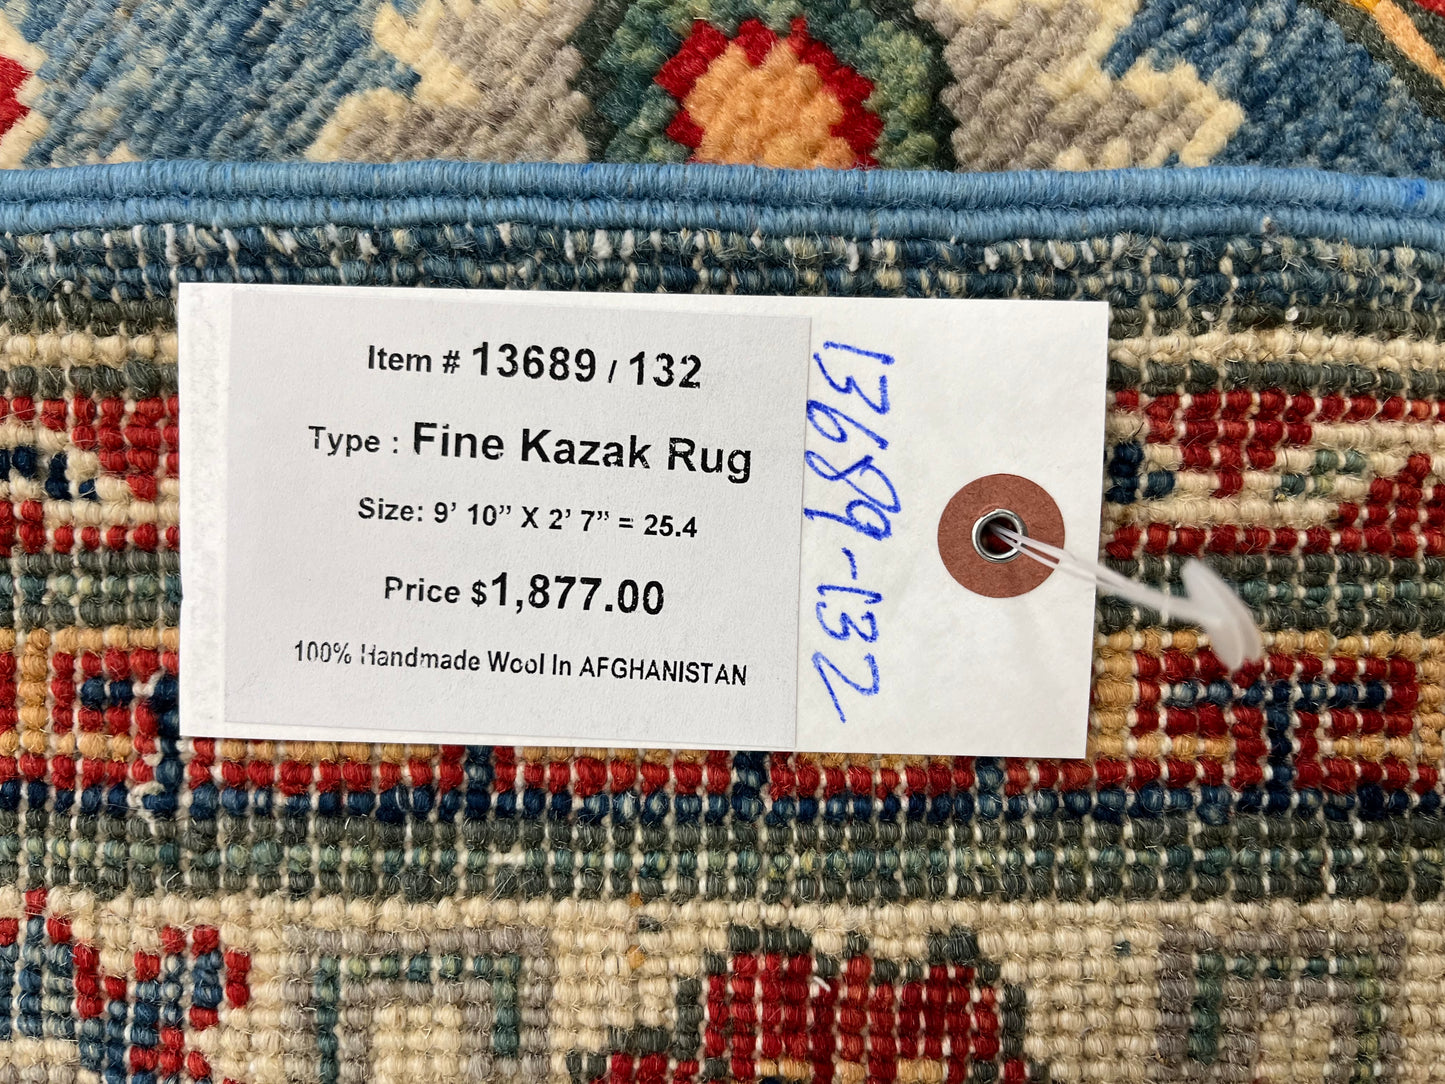 Item # 13689 / 132
Type : Fine Kazak Rug
Size: 9’ 10” X 2’ 7” = 25.4
Price $1,877.00
100% Handmade Wool In AFGHANISTAN
13689-132